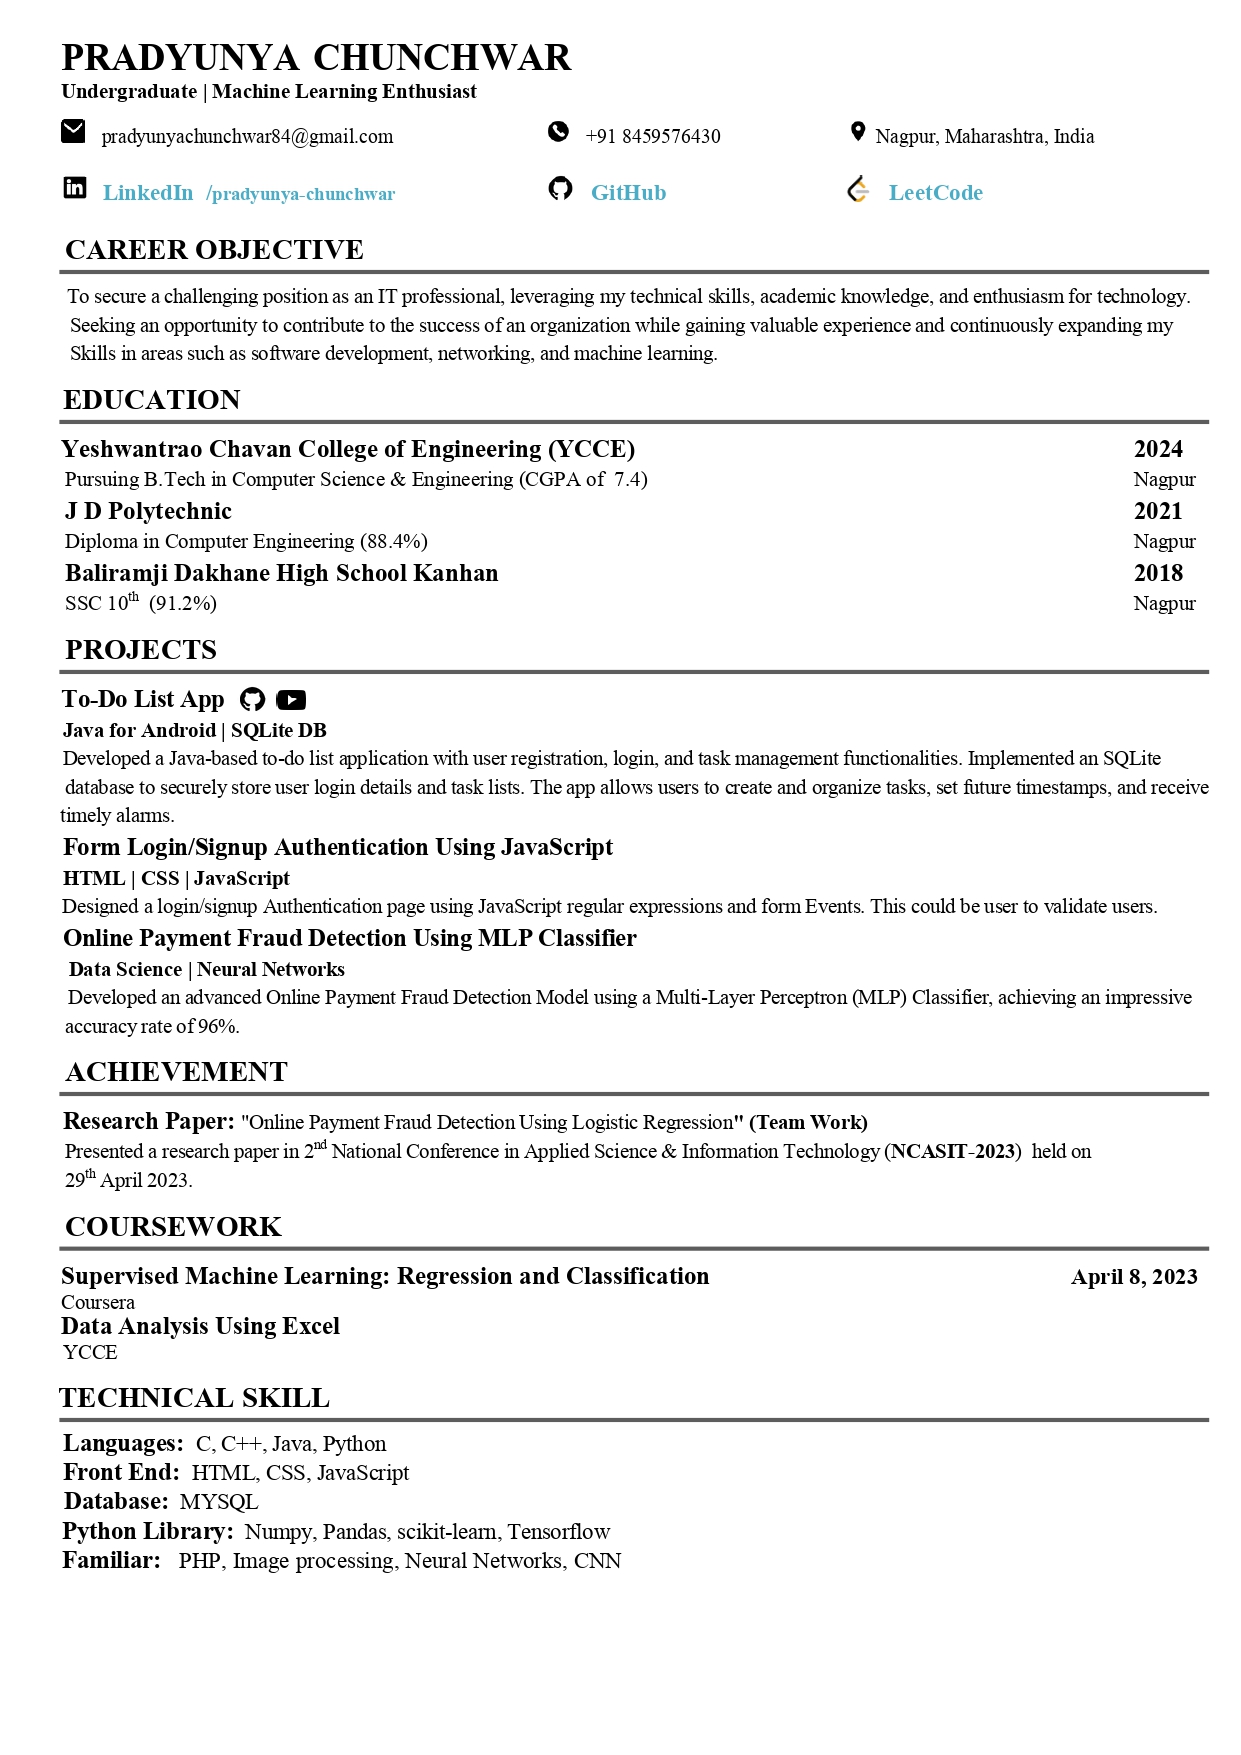 PRADYUNYA CHUNCHWAR
Undergraduate | Machine Learning Enthusiast
pradyunyachunchwar84@gmail.com +91 8459576430 Nagpur, Maharashtra, India
LinkedIn /pradyunya-chunchwar GitHub LeetCode
CAREER OBJECTIVE
To secure a challenging position as an IT professional, leveraging my technical skills, academic knowledge, and enthusiasm for technology.
Seeking an opportunity to contribute to the success of an organization while gaining valuable experience and continuously expanding my
Skills in areas such as software development, networking, and machine learning.
EDUCATION
Yeshwantrao Chavan College of Engineering (YCCE) 2024
Pursuing B.Tech in Computer Science & Engineering (CGPA of 7.4) Nagpur
J D Polytechnic 2021
Diploma in Computer Engineering (88.4%) Nagpur
Baliramji Dakhane High School Kanhan 2018
SSC 10th (91.2%) Nagpur
PROJECTS
To-Do List App
Java for Android | SQLite DB
Developed a Java-based to-do list application with user registration, login, and task management functionalities. Implemented an SQLite
database to securely store user login details and task lists. The app allows users to create and organize tasks, set future timestamps, and receive
timely alarms.
Form Login/Signup Authentication Using JavaScript
HTML | CSS | JavaScript
Designed a login/signup Authentication page using JavaScript regular expressions and form Events. This could be user to validate users.
Online Payment Fraud Detection Using MLP Classifier
Data Science | Neural Networks
Developed an advanced Online Payment Fraud Detection Model using a Multi-Layer Perceptron (MLP) Classifier, achieving an impressive
accuracy rate of 96%.
ACHIEVEMENT
Research Paper: "Online Payment Fraud Detection Using Logistic Regression" (Team Work)
Presented a research paper in 2nd National Conference in Applied Science & Information Technology (NCASIT-2023) held on
29th April 2023.
COURSEWORK
Supervised Machine Learning: Regression and Classification April 8, 2023
Coursera
Data Analysis Using Excel
YCCE
TECHNICAL SKILL
Languages: C, C++, Java, Python
Front End: HTML, CSS, JavaScript
Database: MYSQL
Python Library: Numpy, Pandas, scikit-learn, Tensorflow
Familiar: PHP, Image processing, Neural Networks, CNN